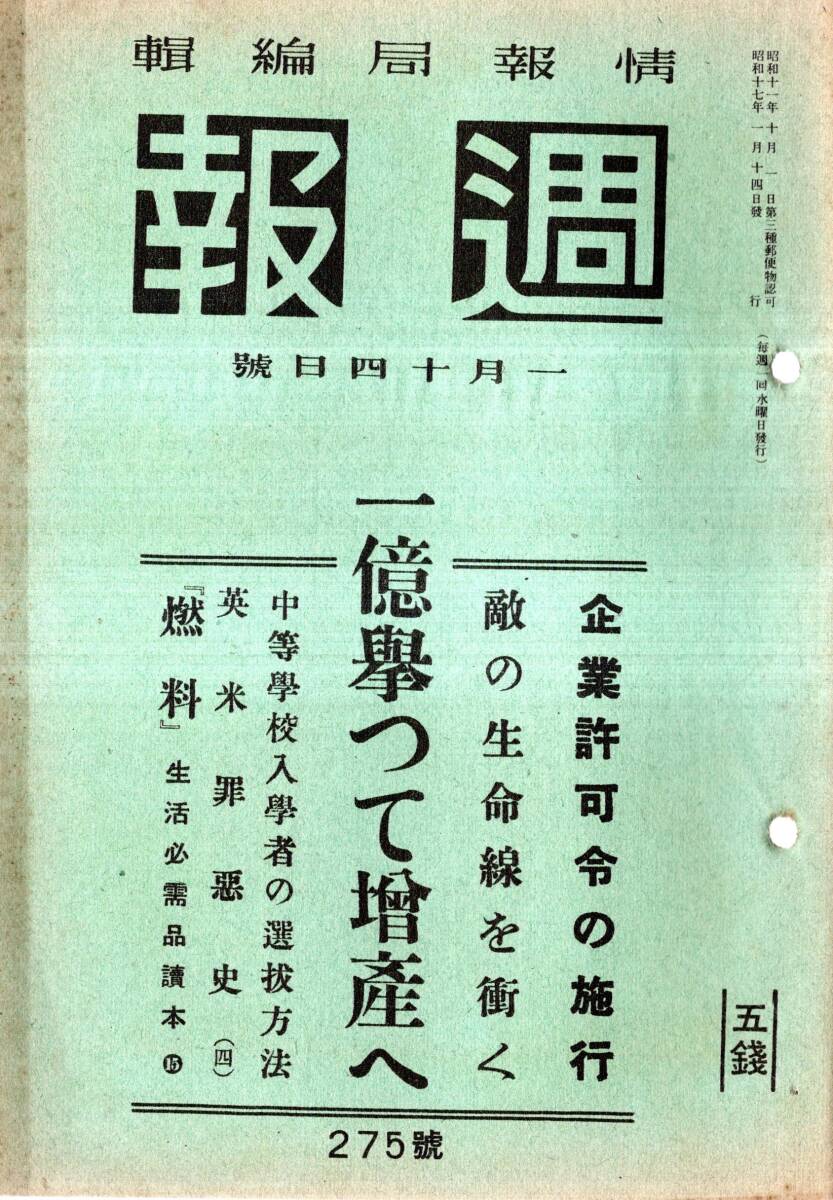 昭和十一年十月一日第三種郵便物認可
昭和十七年一月十四日發行
(每週一回水曜日發行)
情報局編輯
週報
一月十四日號
企業許可令の施行
敵の生命線を衝く
一億擧つて增產へ
中等學校入學者の選拔方法
英米罪惡史(四)
『燃料』生活必需品讀本⑮
五錢
275號